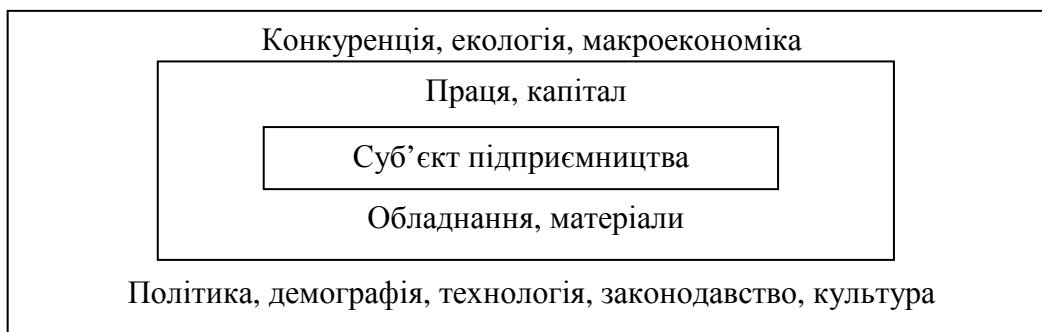 Конкуренція, екологія, макроекономіка
Праця, капітал
Суб’єкт підприємництва
Обладнання, матеріали
Політика, демографія, технологія, законодавство, культура